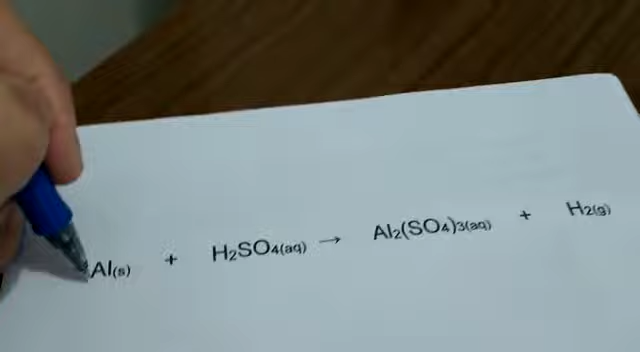 Al(s) + H2SO4(aq) → Al2(SO4)3(aq) + H2(g)